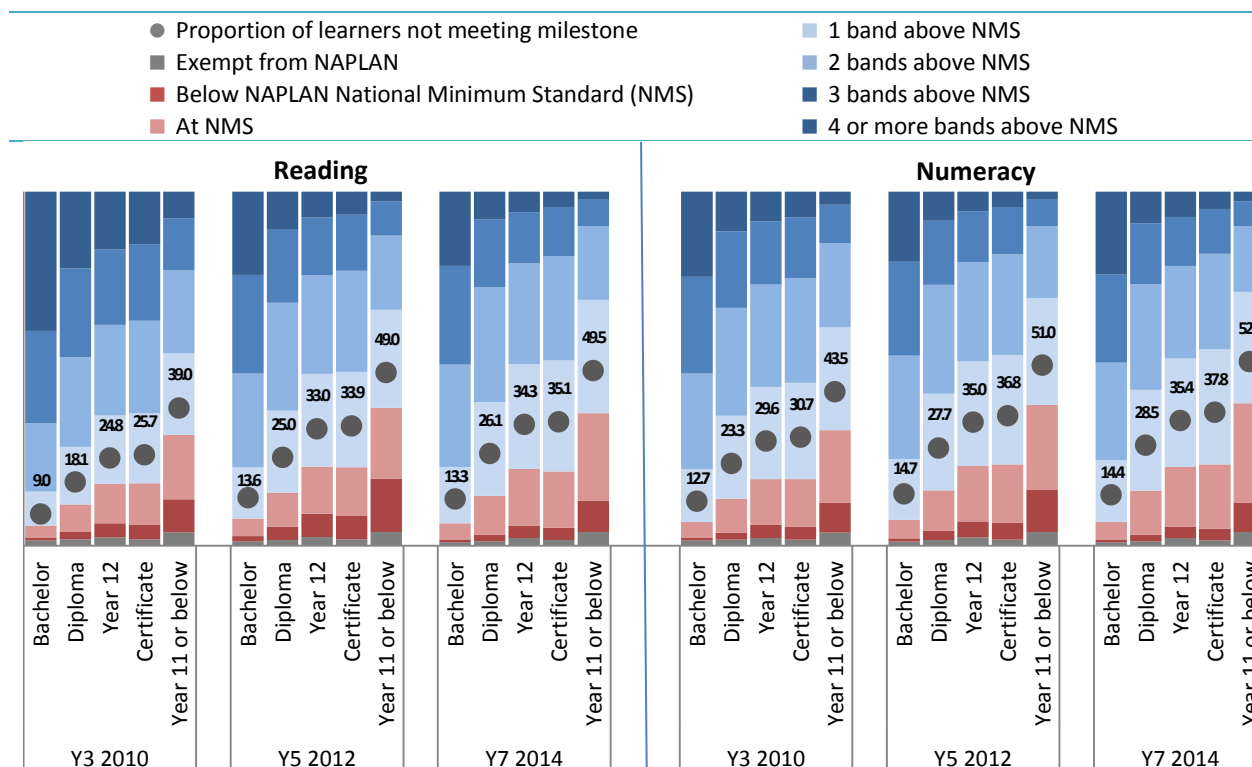 Proportion of learners not meeting milestone
Exempt from NAPLAN
Below NAPLAN National Minimum Standard (NMS)
At NMS
1 band above NMS
2 bands above NMS
3 bands above NMS
4 or more bands above NMS
Reading
Numeracy
9.0
18.1
24.8
25.7
39.0
13.6
25.0
33.0
33.9
49.0
13.3
26.1
34.3
35.1
49.5
12.7
23.3
29.6
30.7
43.5
14.7
27.7
35.0
36.8
51.0
14.4
28.5
35.4
37.8
Bachelor
Diploma
Year 12
Certificate
Year 11 or below
Bachelor
Diploma
Year 12
Certificate
Year 11 or below
Bachelor
Diploma
Year 12
Certificate
Year 11 or below
Bachelor
Diploma
Year 12
Certificate
Year 11 or below
Bachelor
Diploma
Year 12
Certificate
Year 11 or below
Bachelor
Diploma
Year 12
Certificate
Year 11 or below
Y3 2010
Y5 2012
Y7 2014
Y3 2010
Y5 2012
Y7 2014